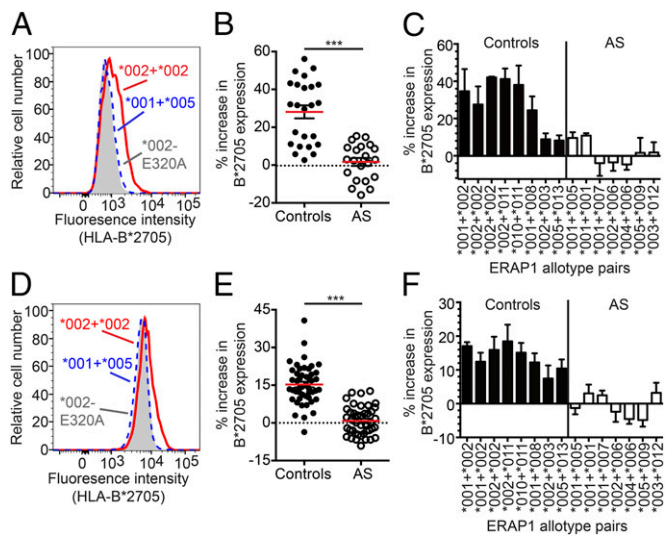 A
Relative cell number
100
80
60
40
20
0
*002+*002
*001+*005
*002-
E320A
0
10³
10⁴
10⁵
Fluoresence intensity
(HLA-B*2705)
B
% increase in
B*2705 expression
60
40
20
0
-20
***
Controls
AS
C
% increase in
B*2705 expression
60
40
20
0
-20
Controls
AS
*001+*002
*002+*002
*002+*002
*002+*011
*010+*011
*001+*008
*002+*003
*005+*013
*001+*005
*001+*001
*001+*007
*002+*006
*004+*006
*005+*009
*003+*012
ERAP1 allotype pairs
D
Relative cell number
100
80
60
40
20
0
*002+*002
*001+*005
*002-
E320A
0
10³
10⁴
10⁵
Fluoresence intensity
(HLA-B*2705)
E
% increase in
B*2705 expression
45
30
15
0
-15
***
Controls
AS
F
% increase in
B*2705 expression
30
20
10
0
-10
Controls
AS
*001+*002
*001+*002
*002+*002
*002+*011
*010+*011
*001+*008
*002+*003
*005+*013
*001+*005
*001+*001
*001+*007
*002+*006
*004+*006
*005+*009
*003+*012
ERAP1 allotype pairs